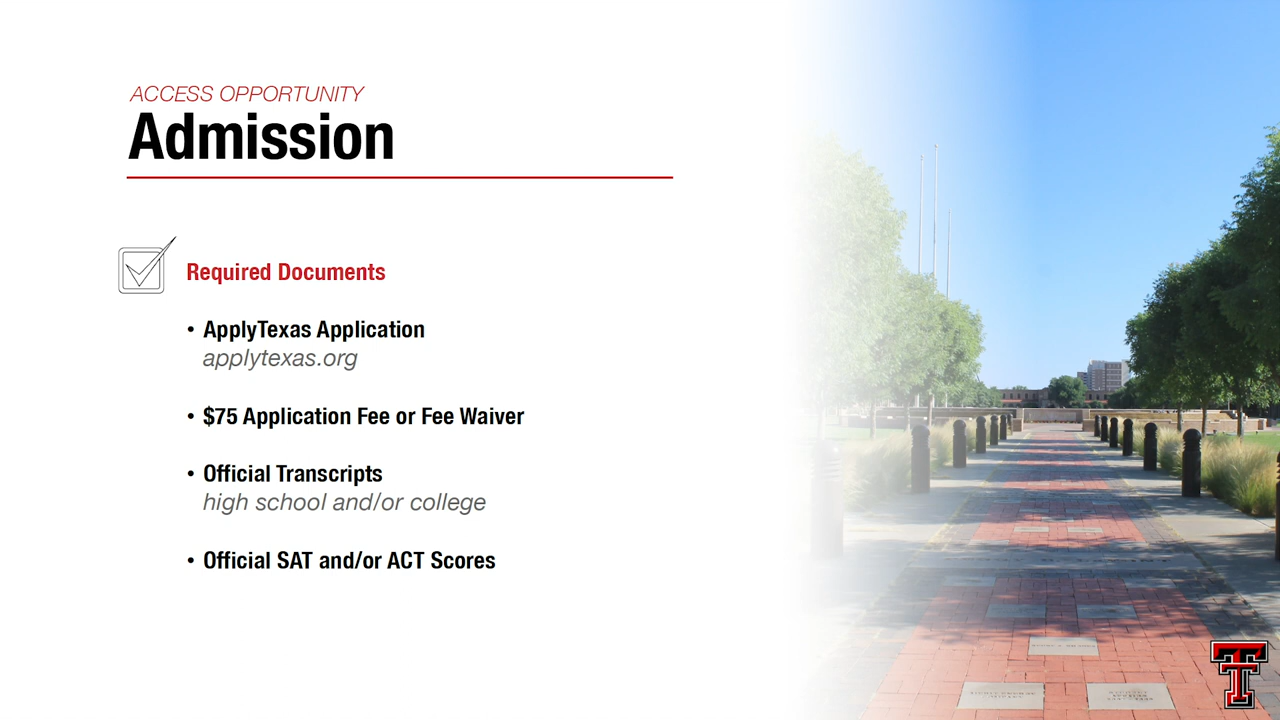 ACCESS OPPORTUNITY
Admission
Required Documents
• ApplyTexas Application
applytexas.org
• $75 Application Fee or Fee Waiver
• Official Transcripts
high school and/or college
• Official SAT and/or ACT Scores